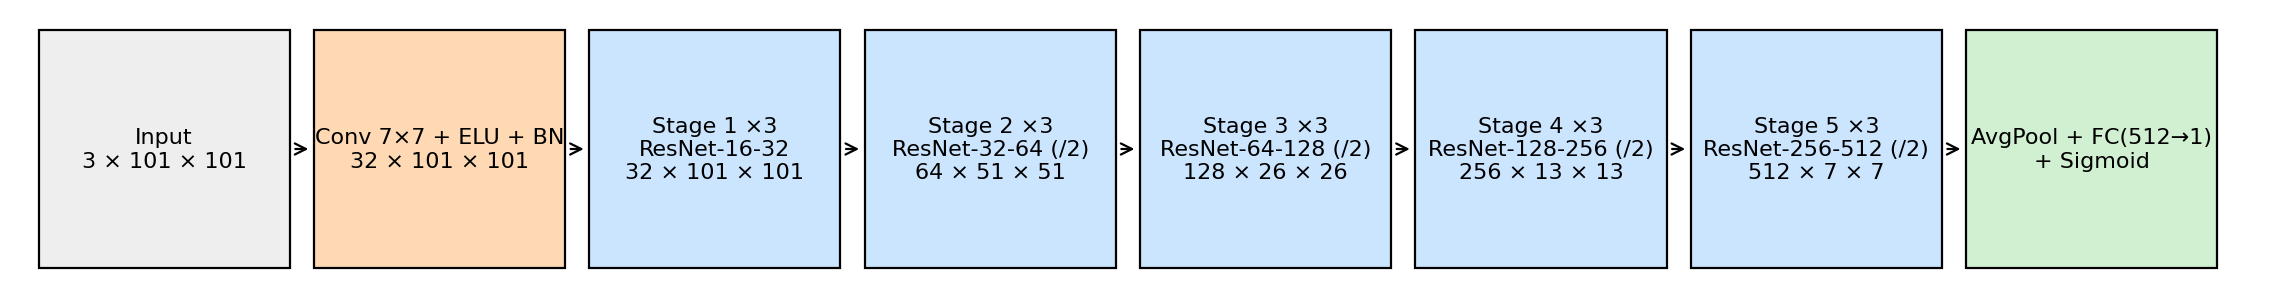 Input
3 × 101 × 101
Conv 7×7 + ELU + BN
32 × 101 × 101
Stage 1 ×3
ResNet-16-32
32 × 101 × 101
Stage 2 ×3
ResNet-32-64 (/2)
64 × 51 × 51
Stage 3 ×3
ResNet-64-128 (/2)
128 × 26 × 26
Stage 4 ×3
ResNet-128-256 (/2)
256 × 13 × 13
Stage 5 ×3
ResNet-256-512 (/2)
512 × 7 × 7
AvgPool + FC(512→1)
+ Sigmoid